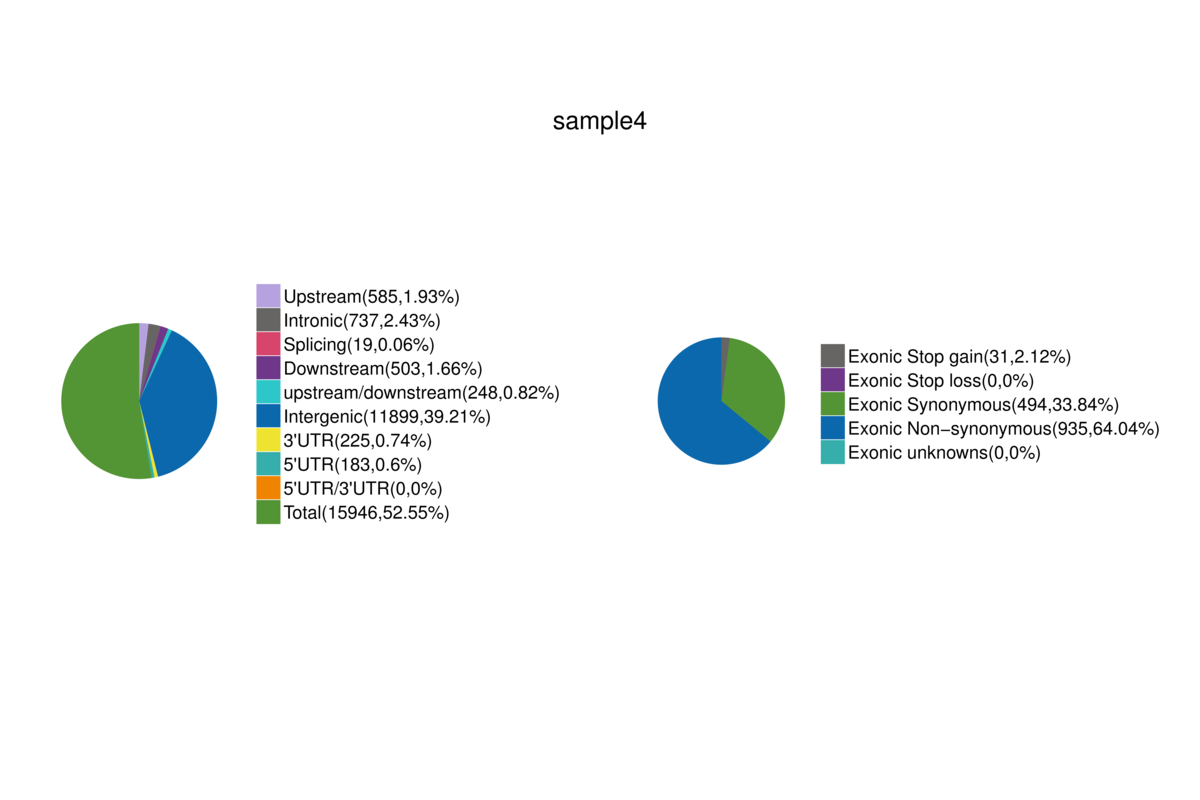 sample4
Upstream(585,1.93%)
Intronic(737,2.43%)
Splicing(19,0.06%)
Downstream(503,1.66%)
upstream/downstream(248,0.82%)
Intergenic(11899,39.21%)
3'UTR(225,0.74%)
5'UTR(183,0.6%)
5'UTR/3'UTR(0,0%)
Total(15946,52.55%)
Exonic Stop gain(31,2.12%)
Exonic Stop loss(0,0%)
Exonic Synonymous(494,33.84%)
Exonic Non−synonymous(935,64.04%)
Exonic unknowns(0,0%)